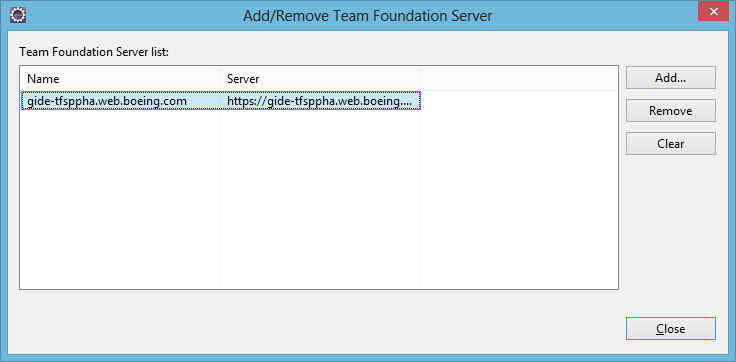 Add/Remove Team Foundation Server
Team Foundation Server list:
Name Server
gide-tfsppha.web.boeing.com https://gide-tfsppha.web.boeing....
Add...
Remove
Clear
Close